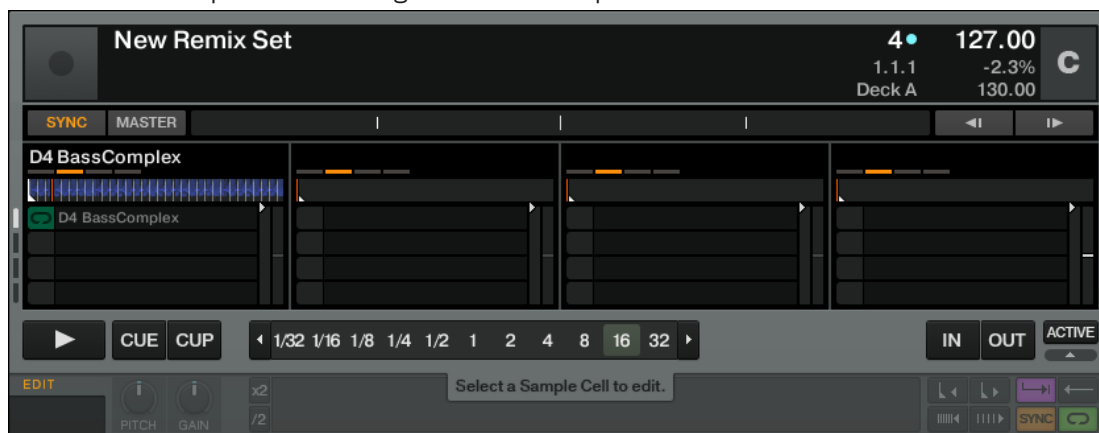 New Remix Set
4 127.00
1.1.1 -2.3% C
Deck A 130.00
SYNC MASTER
D4 BassComplex
D4 BassComplex
CUE CUP 1/32 1/16 1/8 1/4 1/2 1 2 4 8 16 32 IN OUT ACTIVE
EDIT x2 Select a Sample Cell to edit.
PITCH GAIN /2 SYNC